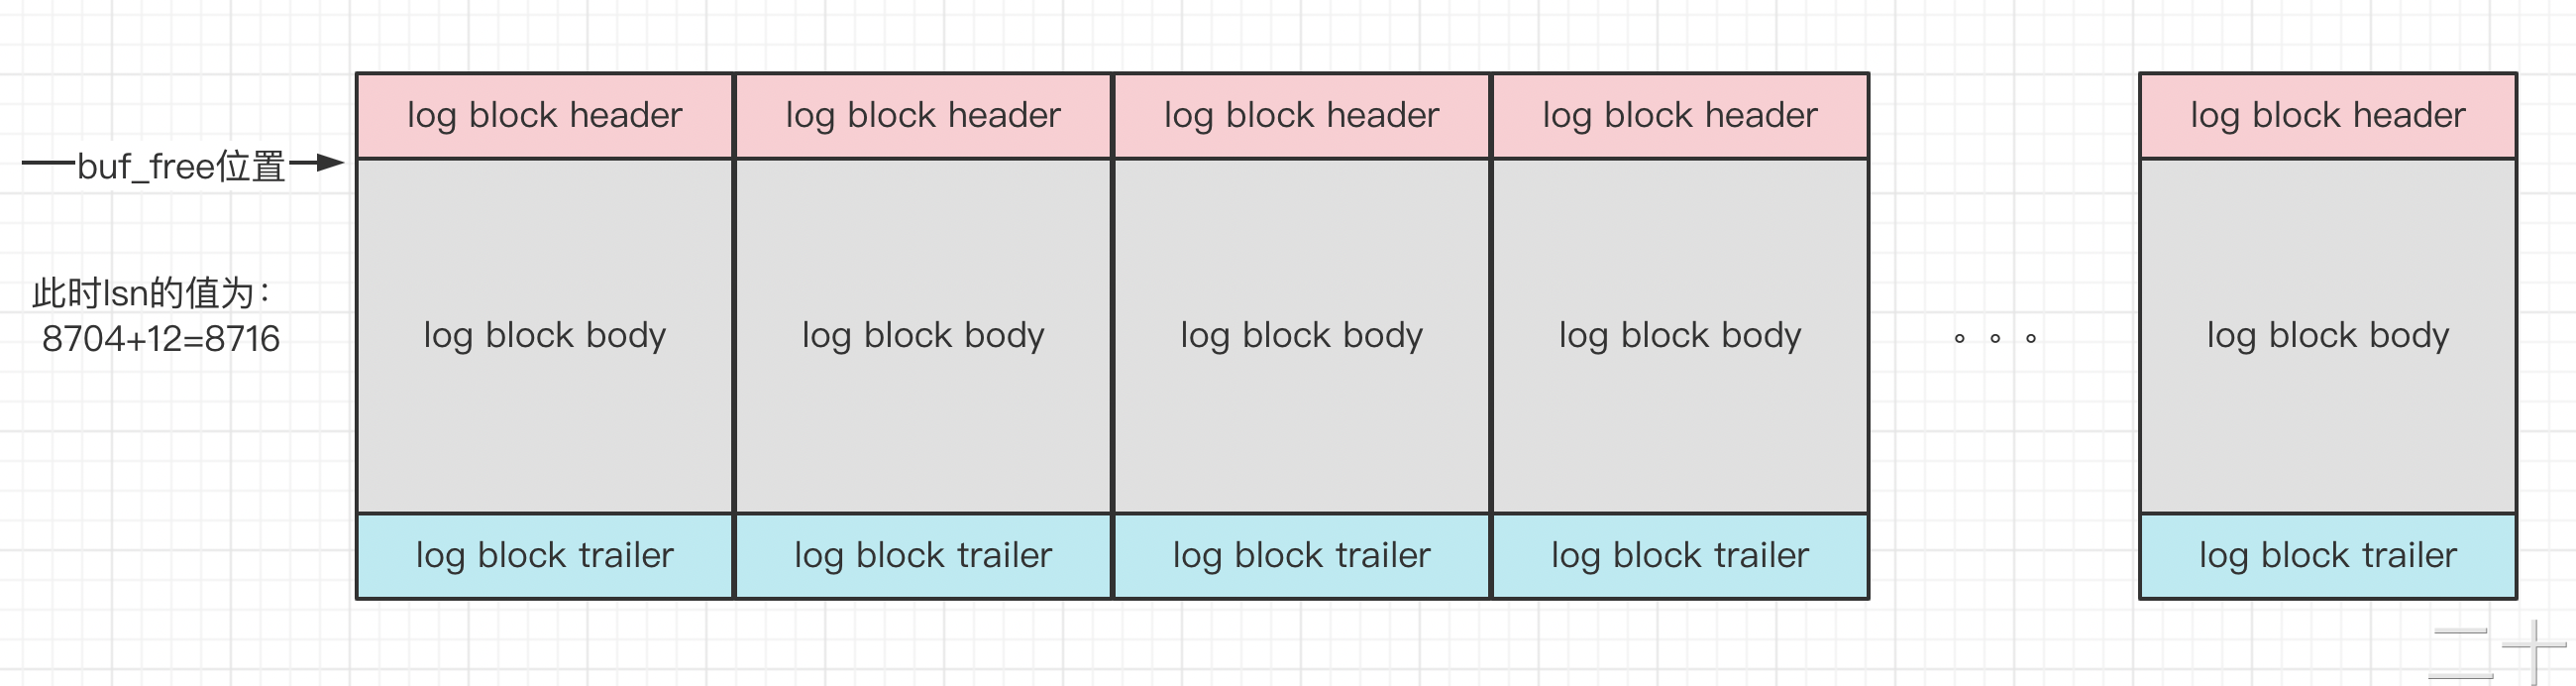 log block header log block header log block header log block header log block header
buf_free位置
此时lsn的值为：
8704+12=8716
log block body log block body log block body log block body 。。。 log block body
log block trailer log block trailer log block trailer log block trailer log block trailer
二十